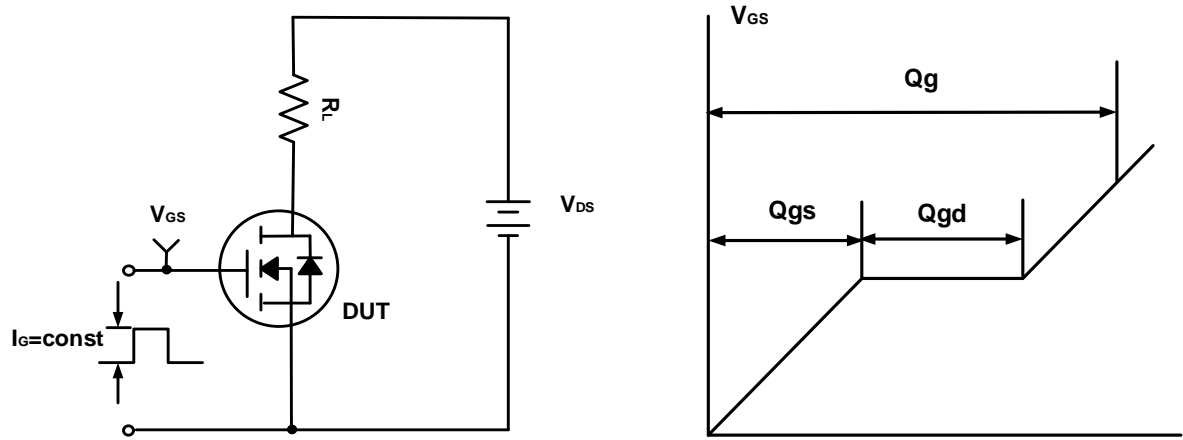 VGS
RL
VDS
DUT
IG=const
VGS
Qg
Qgs
Qgd